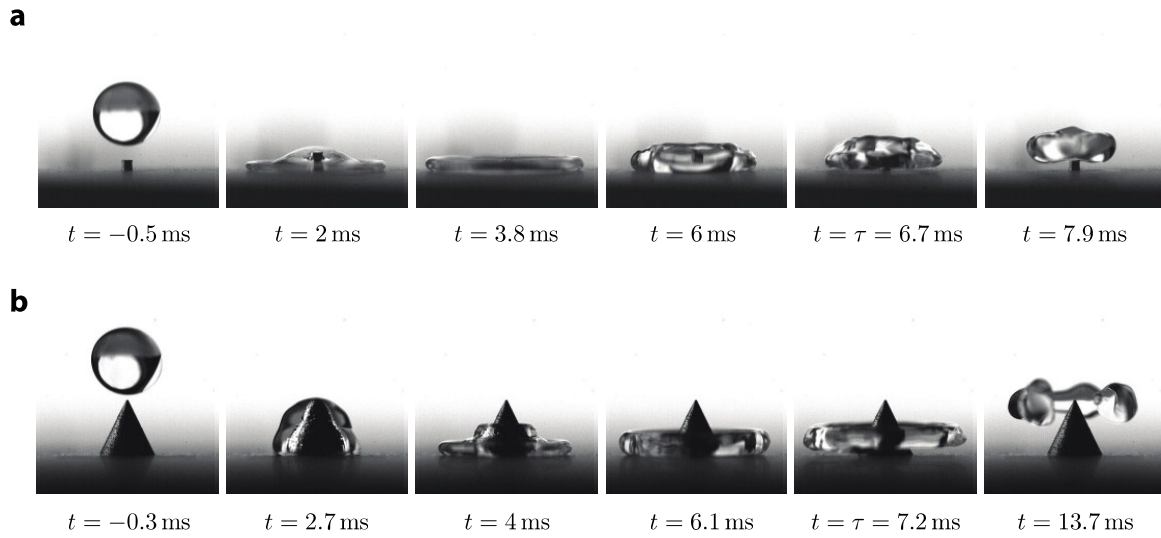 a
t = −0.5 ms t = 2 ms t = 3.8 ms t = 6 ms t = τ = 6.7 ms t = 7.9 ms
b
t = −0.3 ms t = 2.7 ms t = 4 ms t = 6.1 ms t = τ = 7.2 ms t = 13.7 ms